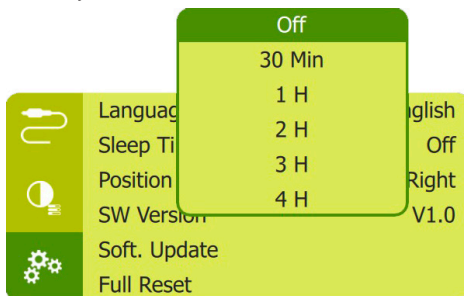 Off
30 Min
1 H
2 H
3 H
4 H
Languag
nglish
Sleep Ti
Off
Position
Right
SW Version
V1.0
Soft. Update
Full Reset